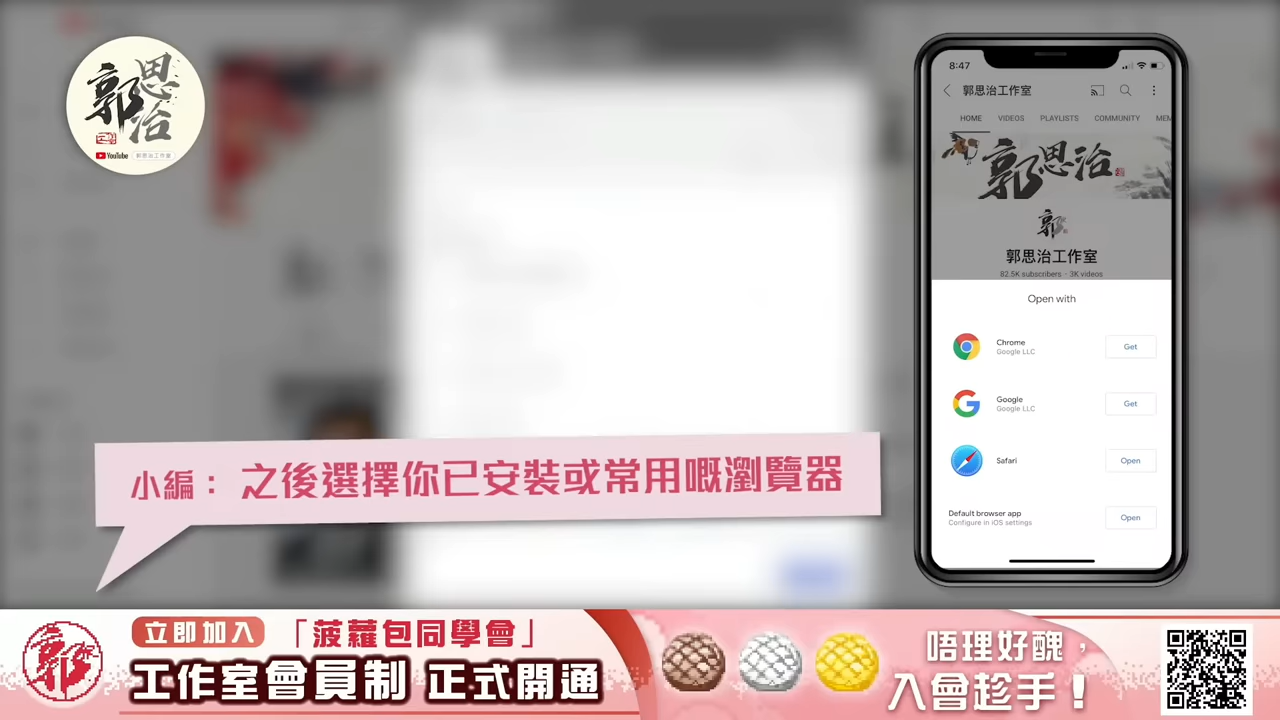 郭思治
YouTube 郭思治工作室
8:47
郭思治工作室
HOME VIDEOS PLAYLISTS COMMUNITY MEM
郭思治
郭
郭思治工作室
82.5K subscribers · 3K videos
Open with
Chrome
Google LLC
Get
Google
Google LLC
Get
Safari
Open
Default browser app
Configure in iOS settings
Open
小編： 之後選擇你已安裝或常用嘅瀏覽器
郭
立即加入 「菠蘿包同學會」
工作室會員制 正式開通
唔理好醜，
入會趁手！